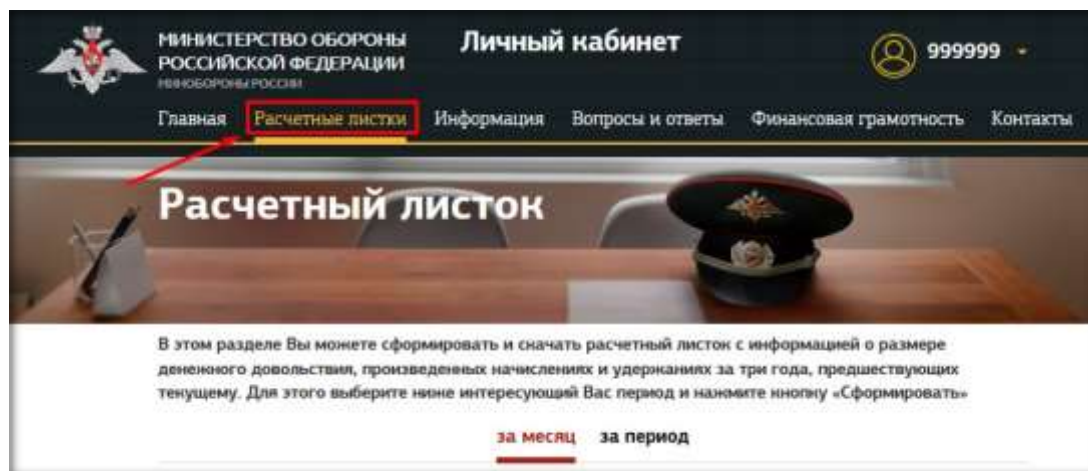 МИНИСТЕРСТВО ОБОРОНЫ
РОССИЙСКОЙ ФЕДЕРАЦИИ
МИНОБОРОНЫ РОССИИ
Личный кабинет
999999
Главная Расчетные листки Информация Вопросы и ответы Финансовая грамотность Контакты
Расчетный листок
В этом разделе Вы можете сформировать и скачать расчетный листок с информацией о размере
денежного довольствия, произведенных начислениях и удержаниях за три года, предшествующих
текущему. Для этого выберите ниже интересующий Вас период и нажмите кнопку «Сформировать»
за месяц за период